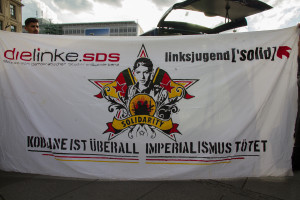 dielinke.SDS
linksjugend ['solid]
SOLIDARITY
KOBANE IST ÜBERALL IMPERIALISMUS TÖTET